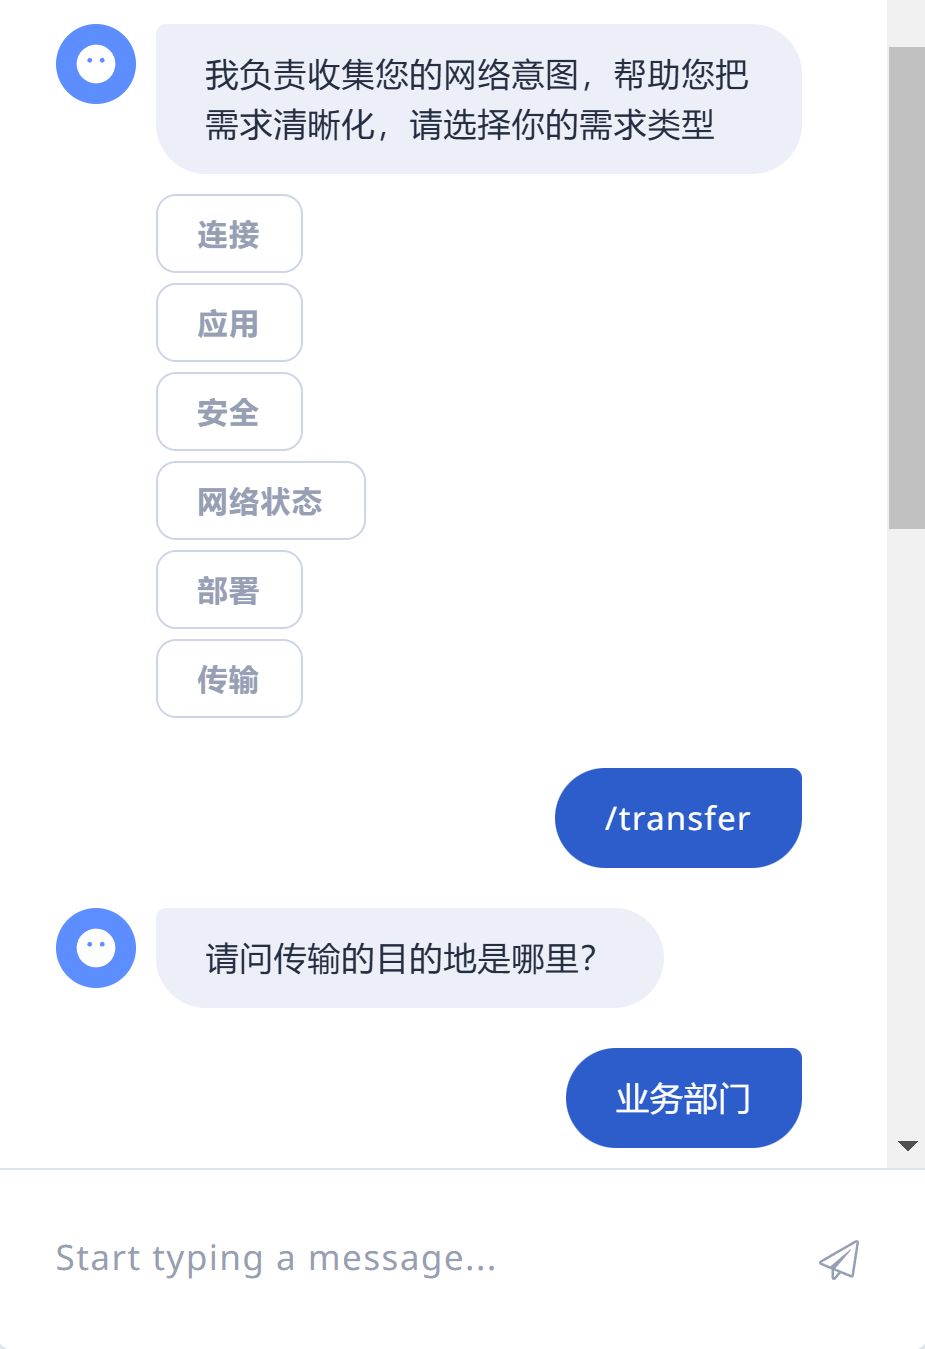 我负责收集您的网络意图，帮助您把
需求清晰化，请选择你的需求类型
连接
应用
安全
网络状态
部署
传输
/transfer
请问传输的目的地是哪里？
业务部门
Start typing a message...